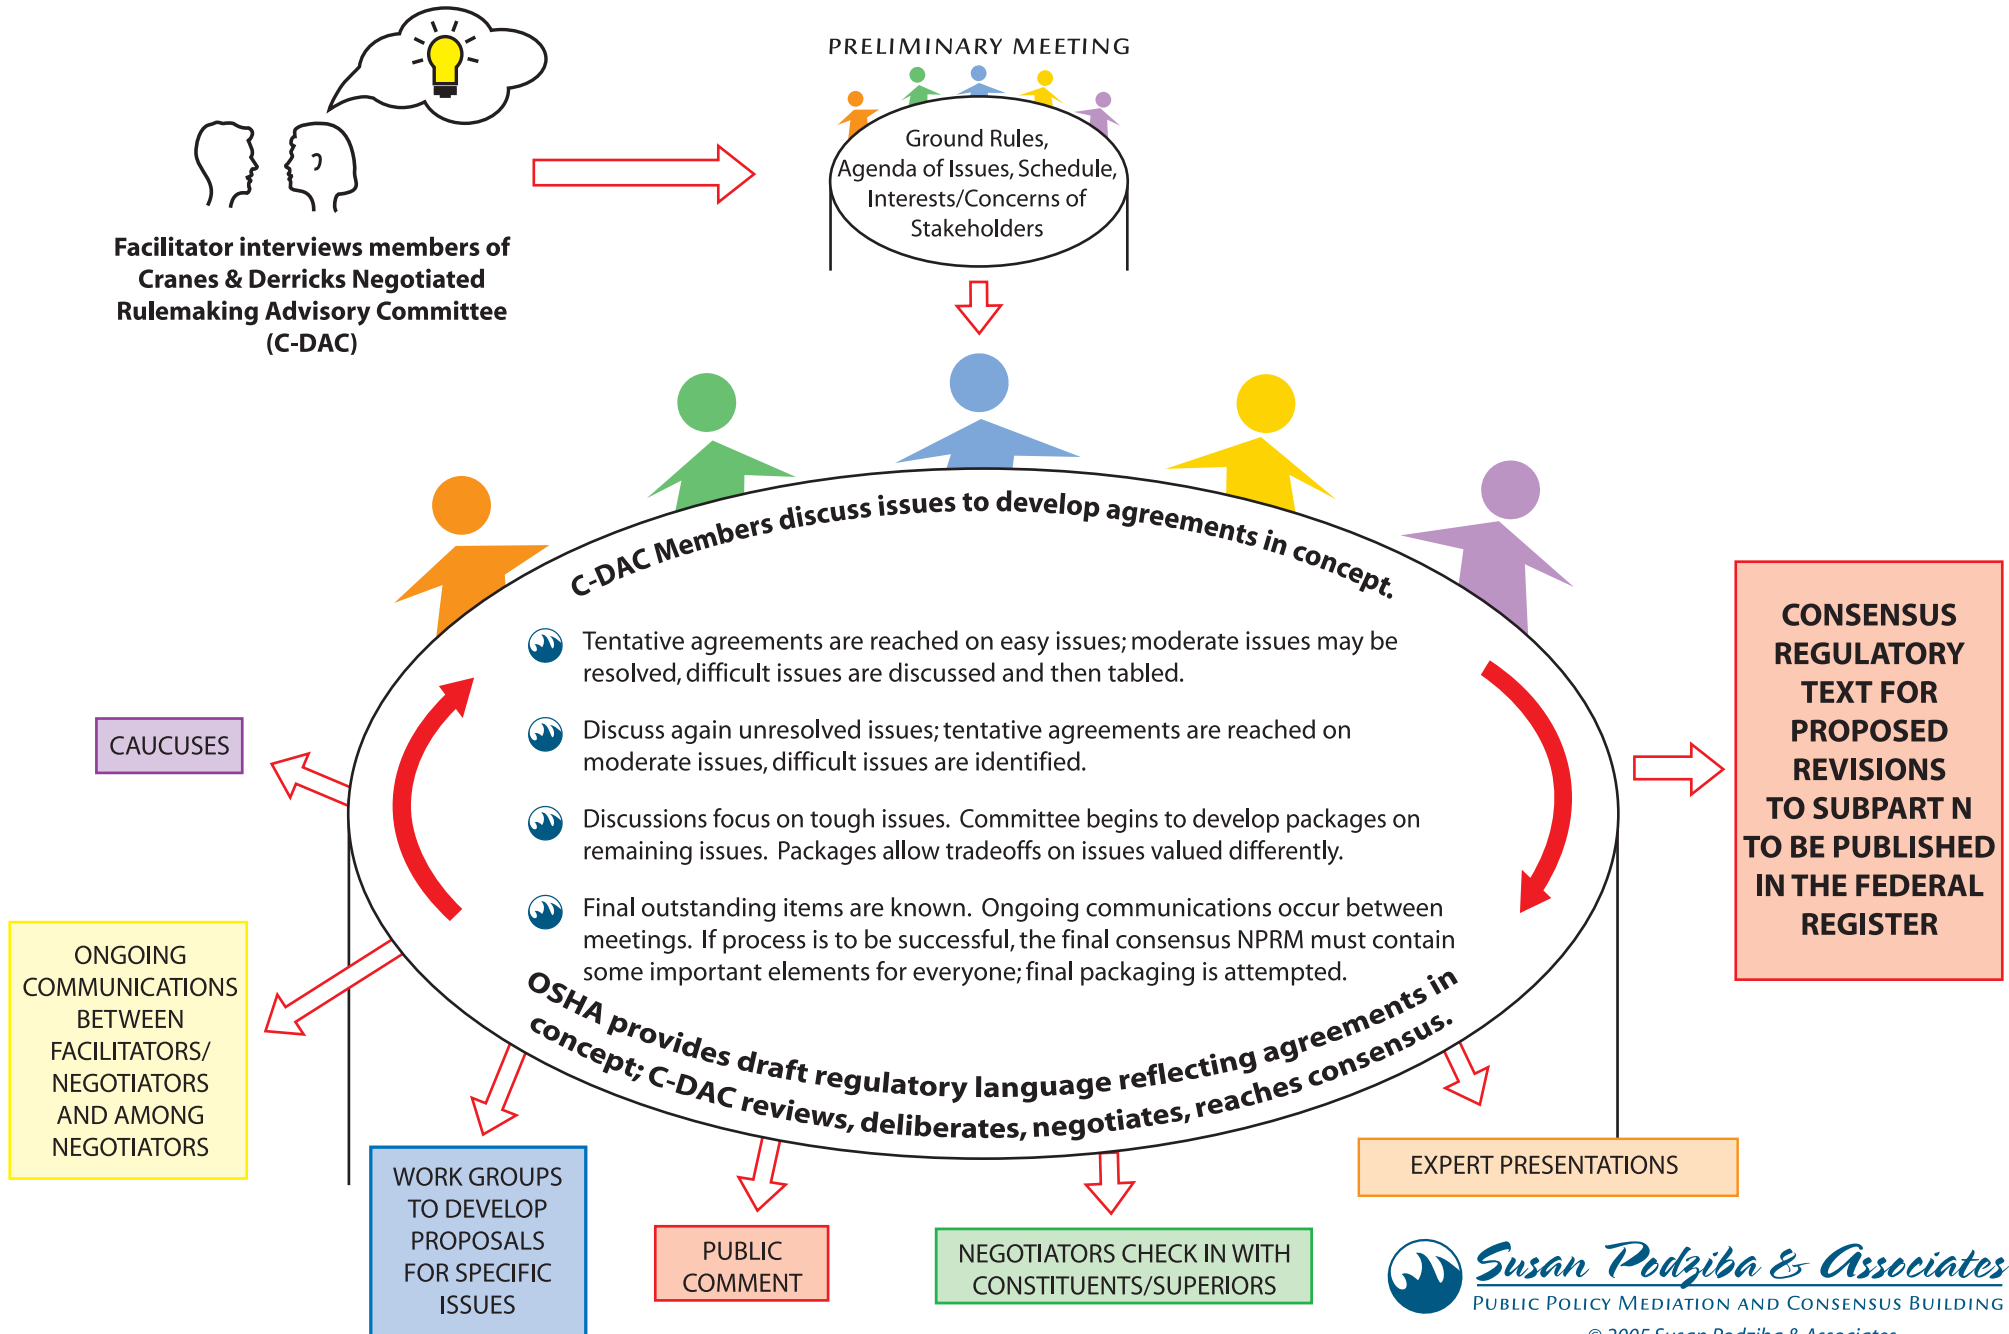 PRELIMINARY MEETING
Ground Rules,
Agenda of Issues, Schedule,
Interests/Concerns of
Stakeholders
Facilitator interviews members of
Cranes & Derricks Negotiated
Rulemaking Advisory Committee
(C-DAC)
C-DAC Members discuss issues to develop agreements in concept.
Tentative agreements are reached on easy issues; moderate issues may be
resolved, difficult issues are discussed and then tabled.
Discuss again unresolved issues; tentative agreements are reached on
moderate issues, difficult issues are identified.
Discussions focus on tough issues. Committee begins to develop packages on
remaining issues. Packages allow tradeoffs on issues valued differently.
Final outstanding items are known. Ongoing communications occur between
meetings. If process is to be successful, the final consensus NPRM must contain
some important elements for everyone; final packaging is attempted.
OSHA provides draft regulatory language reflecting agreements in
concept; C-DAC reviews, deliberates, negotiates, reaches consensus.
CONSENSUS
REGULATORY
TEXT FOR
PROPOSED
REVISIONS
TO SUBPART N
TO BE PUBLISHED
IN THE FEDERAL
REGISTER
CAUCUSES
ONGOING
COMMUNICATIONS
BETWEEN
FACILITATORS/
NEGOTIATORS
AND AMONG
NEGOTIATORS
WORK GROUPS
TO DEVELOP
PROPOSALS
FOR SPECIFIC
ISSUES
PUBLIC
COMMENT
NEGOTIATORS CHECK IN WITH
CONSTITUENTS/SUPERIORS
EXPERT PRESENTATIONS
Susan Podziba & Associates
PUBLIC POLICY MEDIATION AND CONSENSUS BUILDING
© 2005 Susan Podziba & Associates